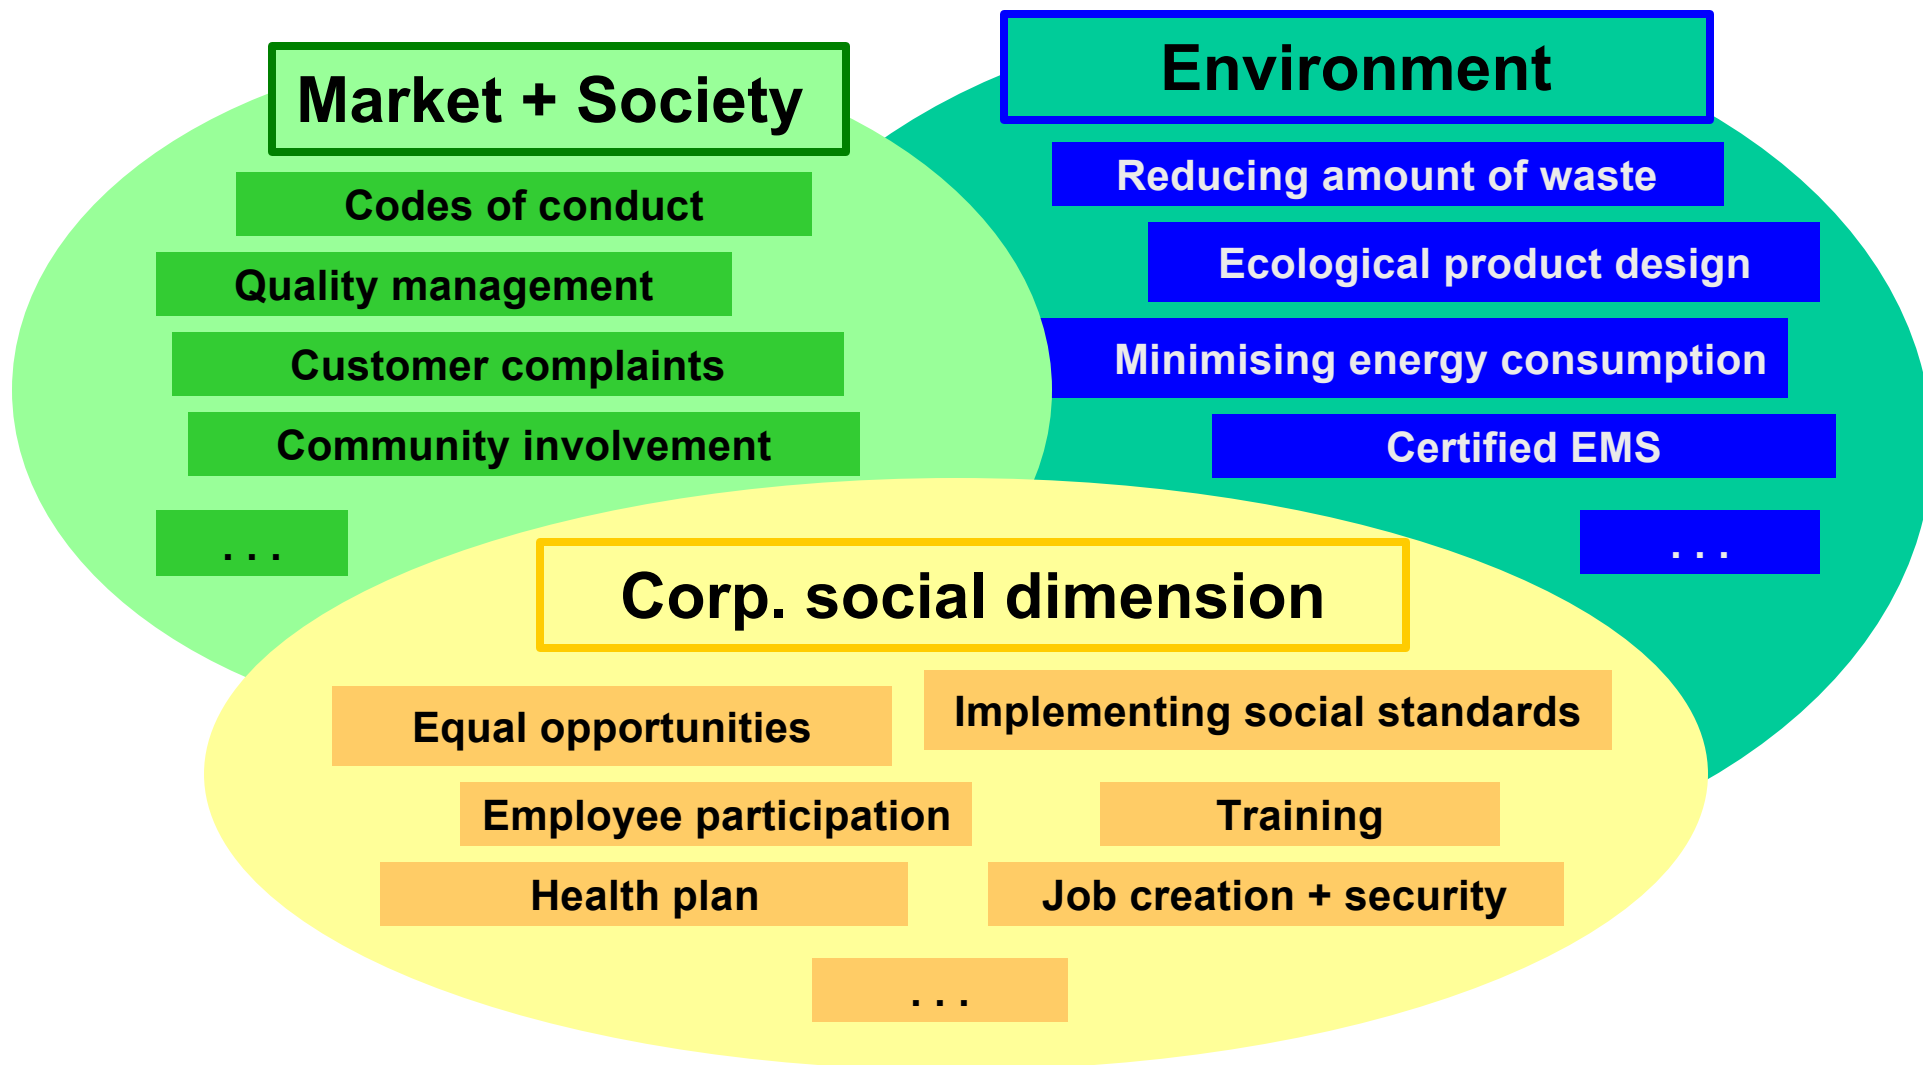 Market + Society
Codes of conduct
Quality management
Customer complaints
Community involvement
. . .
Environment
Reducing amount of waste
Ecological product design
Minimising energy consumption
Certified EMS
. . .
Corp. social dimension
Equal opportunities
Implementing social standards
Employee participation
Training
Health plan
Job creation + security
. . .